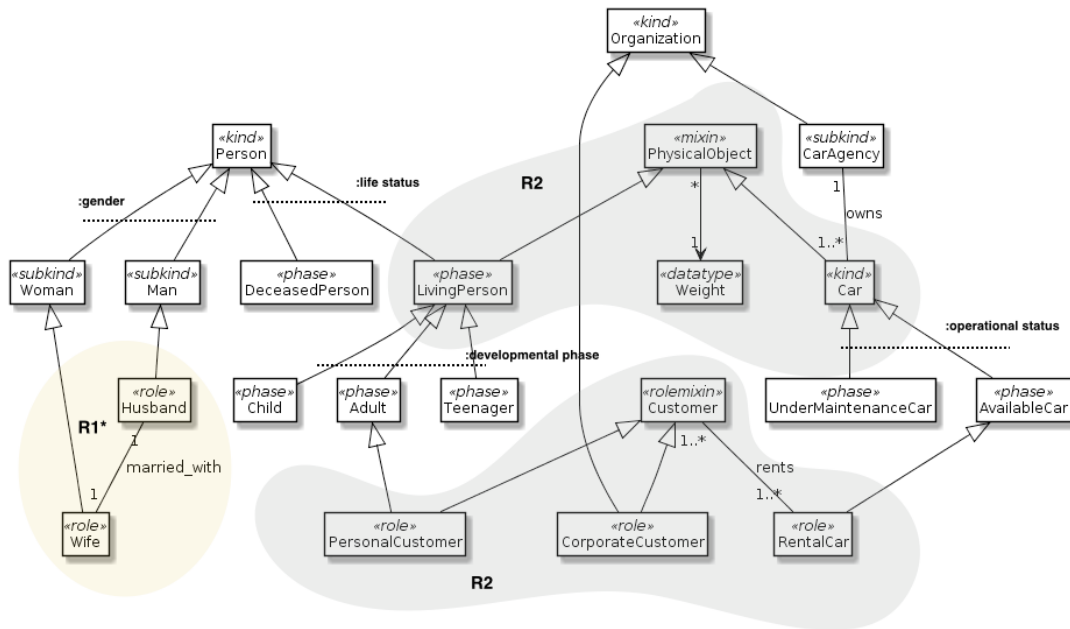 «kind»
Organization
«kind»
Person
«mixin»
PhysicalObject
«subkind»
CarAgency
:gender
:life status
R2
*
1
1
owns
1..*
«subkind»
Woman
«subkind»
Man
«phase»
DeceasedPerson
«phase»
LivingPerson
«datatype»
Weight
«kind»
Car
:developmental phase
:operational status
«role»
Husband
«phase»
Child
«phase»
Adult
«phase»
Teenager
«rolemixin»
Customer
«phase»
UnderMaintenanceCar
«phase»
AvailableCar
R1*
1
married_with
1
1..*
rents
1..*
«role»
Wife
«role»
PersonalCustomer
«role»
CorporateCustomer
«role»
RentalCar
R2